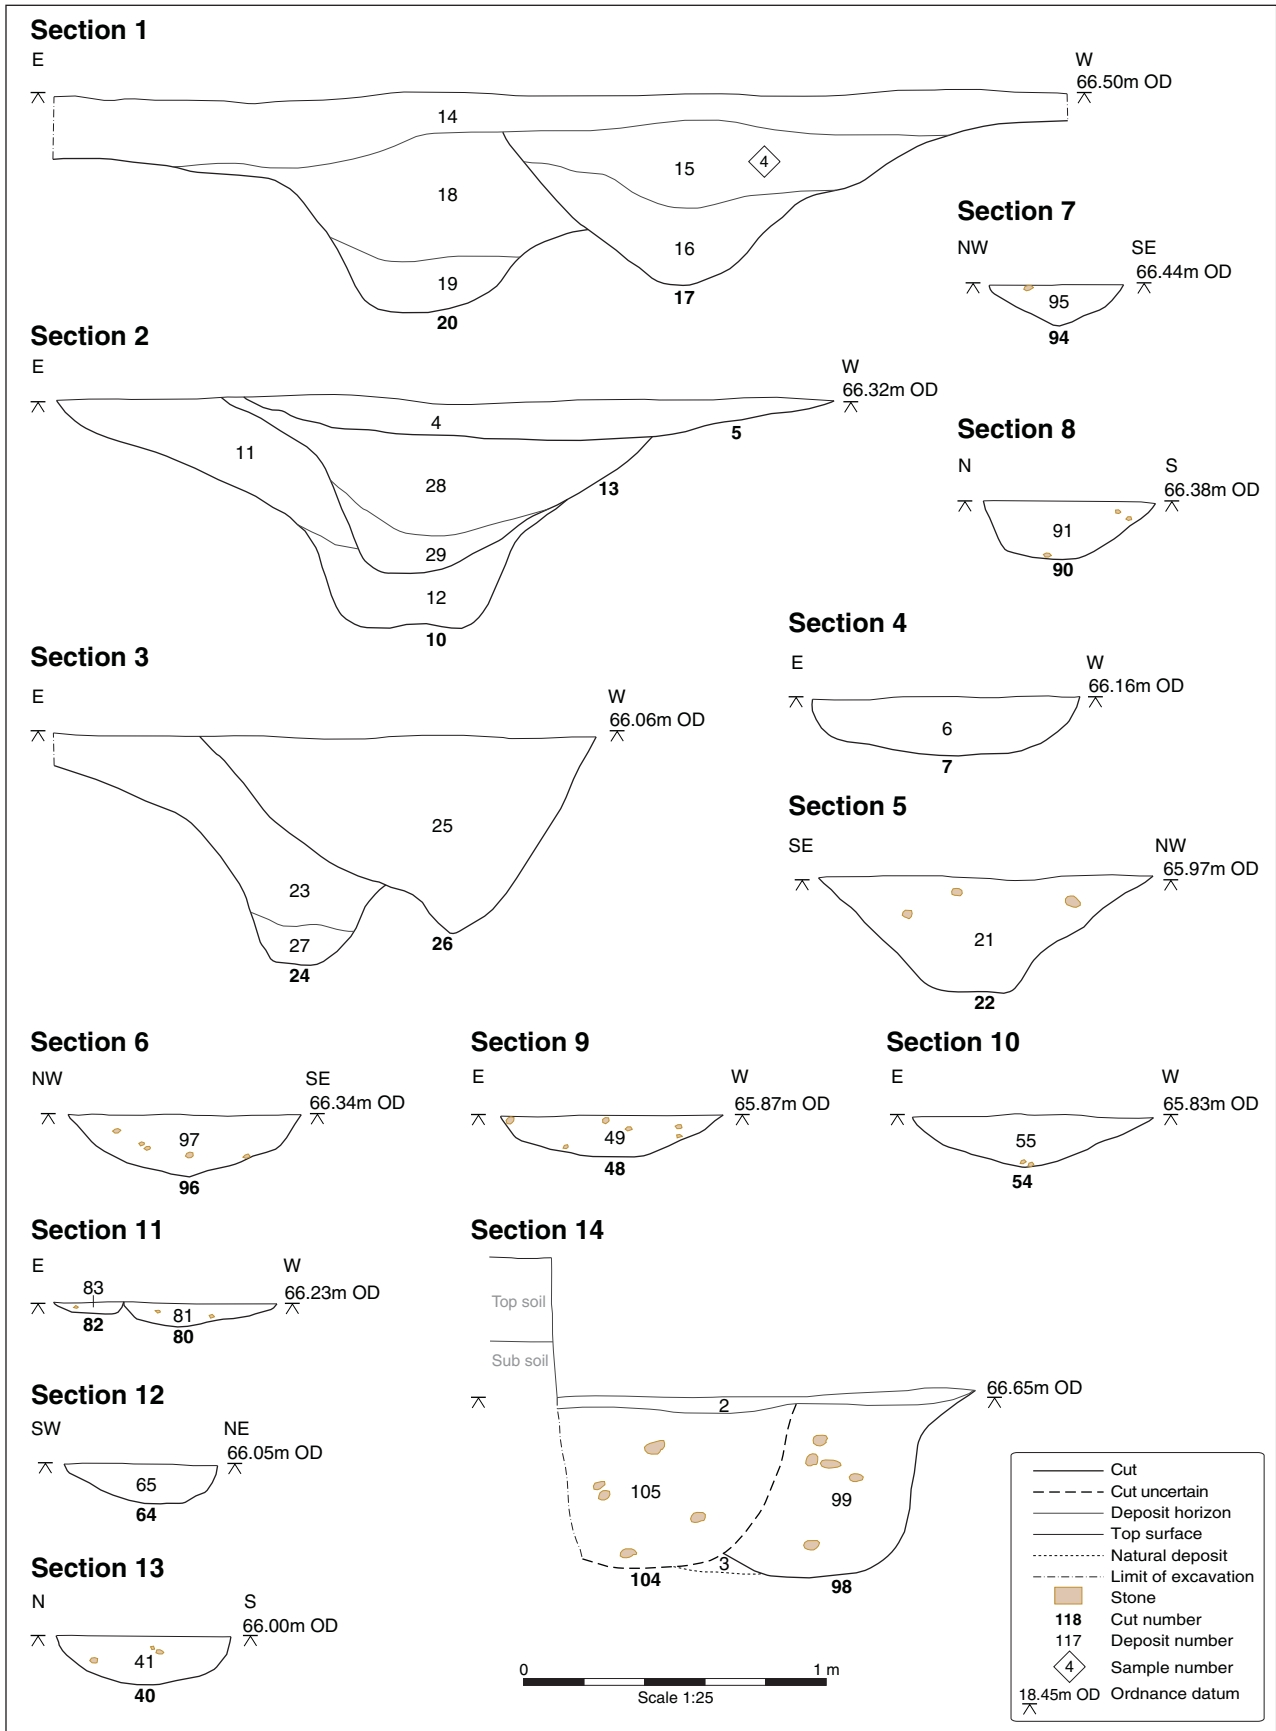 Section 1
E
W
66.50m OD
14
15
4
18
16
19
17
20
Section 7
NW
SE
66.44m OD
95
94
Section 2
E
W
66.32m OD
4
5
11
28
13
29
12
10
Section 8
N
S
66.38m OD
91
90
Section 3
E
W
66.06m OD
25
23
27
26
24
Section 4
E
W
66.16m OD
6
7
Section 5
SE
NW
65.97m OD
21
22
Section 6
NW
SE
66.34m OD
97
96
Section 9
E
W
65.87m OD
49
48
Section 10
E
W
65.83m OD
55
54
Section 11
E
W
66.23m OD
83
81
82
80
Section 12
SW
NE
66.05m OD
65
64
Section 13
N
S
66.00m OD
41
40
Section 14
Top soil
Sub soil
66.65m OD
2
105
99
3
104
98
0
1 m
Scale 1:25
Cut
Cut uncertain
Deposit horizon
Top surface
Natural deposit
Limit of excavation
Stone
118 Cut number
117 Deposit number
4 Sample number
18.45m OD Ordnance datum